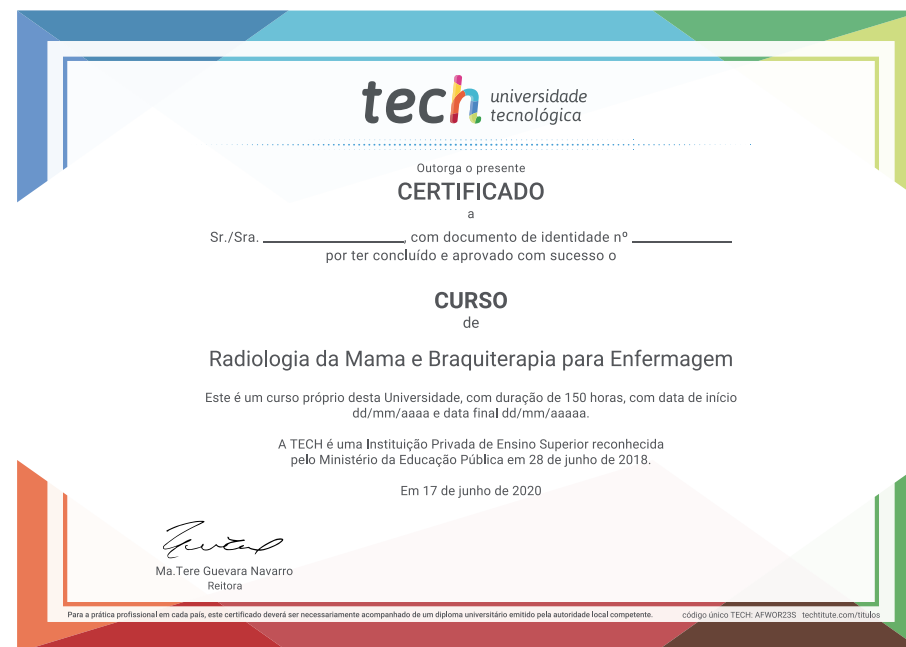 tech universidade
tecnológica
Outorga o presente
CERTIFICADO
a
Sr./Sra. ____________, com documento de identidade nº ____________
por ter concluído e aprovado com sucesso o
CURSO
de
Radiologia da Mama e Braquiterapia para Enfermagem
Este é um curso próprio desta Universidade, com duração de 150 horas, com data de início
dd/mm/aaaa e data final dd/mm/aaaaa.
A TECH é uma Instituição Privada de Ensino Superior reconhecida
pelo Ministério da Educação Pública em 28 de junho de 2018.
Em 17 de junho de 2020
Ma.Tere Guevara Navarro
Reitora
Para a prática profissional em cada país, este certificado deverá ser necessariamente acompanhado de um diploma universitário emitido pela autoridade local competente.
código único TECH: AFWOR23S techtitute.com/titulos